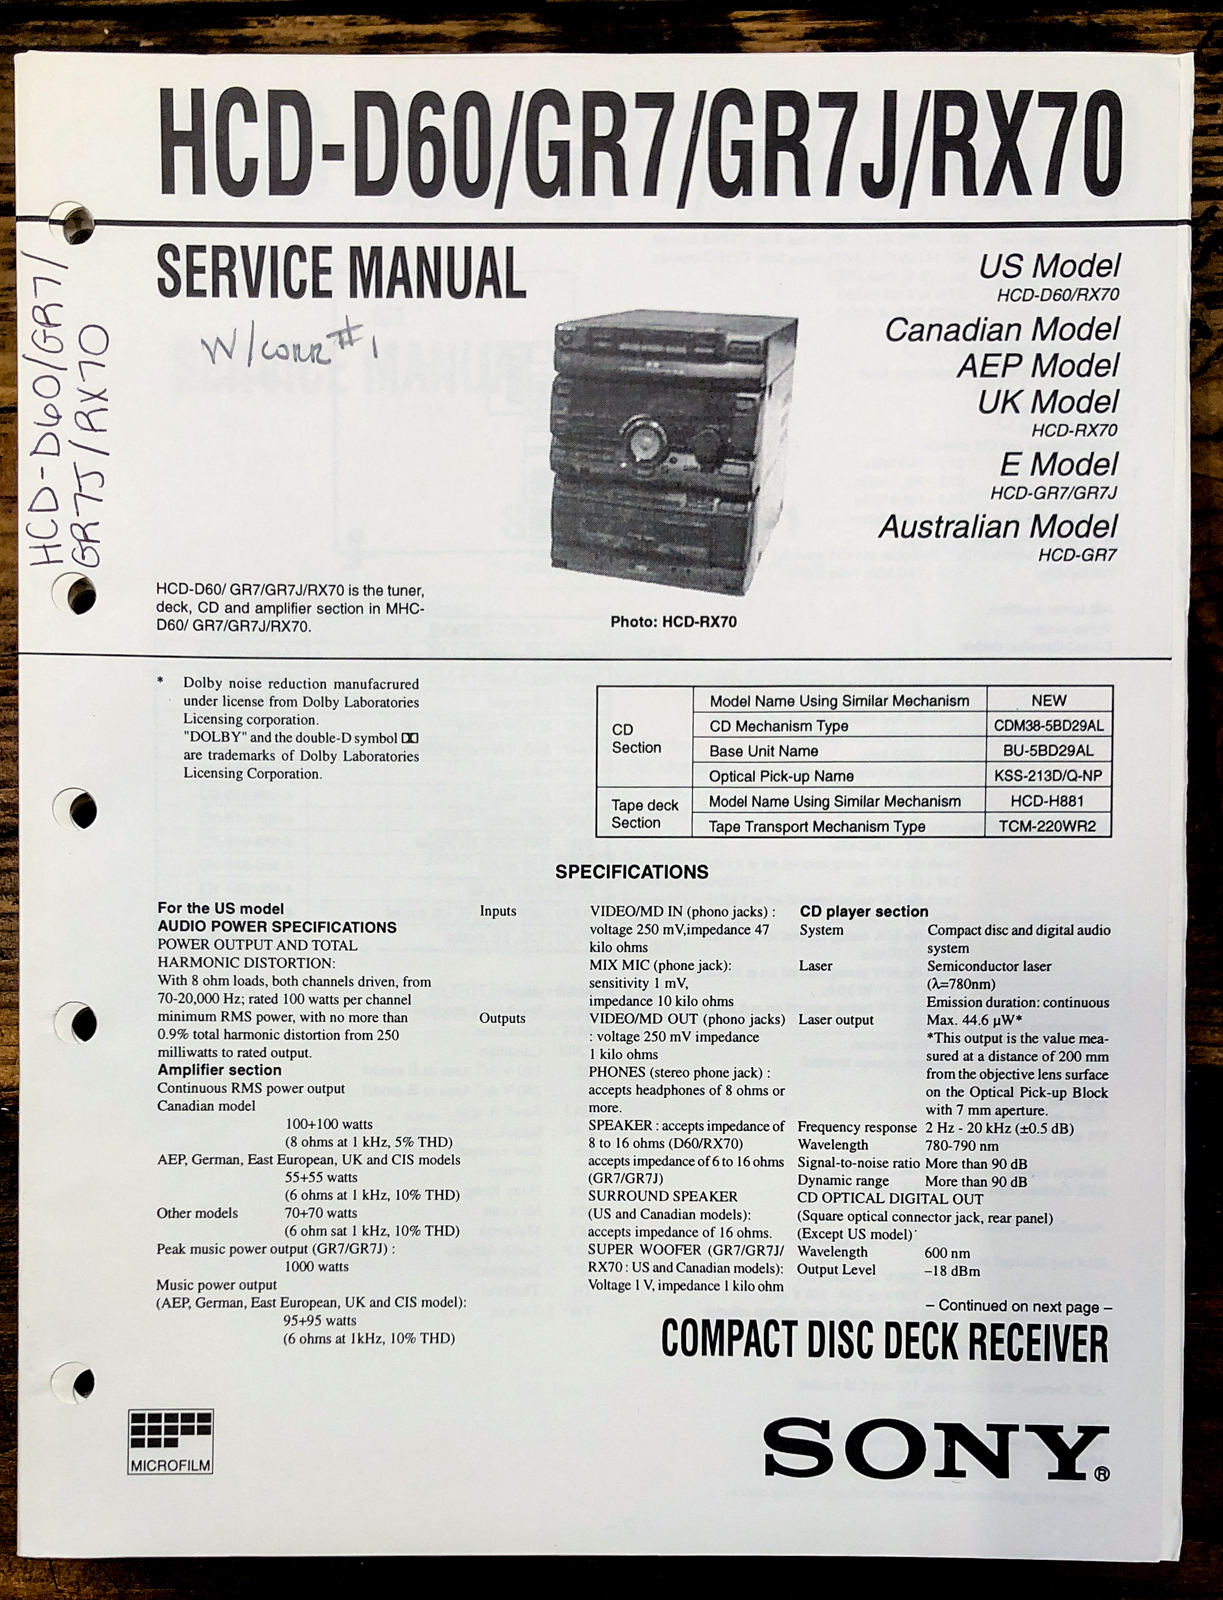 HCD-D60/GR7/GR7J/RX70
SERVICE MANUAL
W/CORR #1
HCD-D60/GR7/
GR7J/RX70
US Model
HCD-D60/RX70
Canadian Model
AEP Model
UK Model
HCD-RX70
E Model
HCD-GR7/GR7J
Australian Model
HCD-GR7
HCD-D60/ GR7/GR7J/RX70 is the tuner,
deck, CD and amplifier section in MHC-
D60/ GR7/GR7J/RX70.
Photo: HCD-RX70
* Dolby noise reduction manufacrured
under license from Dolby Laboratories
Licensing corporation.
"DOLBY" and the double-D symbol
are trademarks of Dolby Laboratories
Licensing Corporation.
CD
Section
Model Name Using Similar Mechanism NEW
CD Mechanism Type CDM38-5BD29AL
Base Unit Name BU-5BD29AL
Optical Pick-up Name KSS-213D/Q-NP
Tape deck
Section
Model Name Using Similar Mechanism HCD-H881
Tape Transport Mechanism Type TCM-220WR2
SPECIFICATIONS
For the US model
AUDIO POWER SPECIFICATIONS
POWER OUTPUT AND TOTAL
HARMONIC DISTORTION:
With 8 ohm loads, both channels driven, from
70-20,000 Hz; rated 100 watts per channel
minimum RMS power, with no more than
0.9% total harmonic distortion from 250
milliwatts to rated output.
Amplifier section
Continuous RMS power output
Canadian model
100+100 watts
(8 ohms at 1 kHz, 5% THD)
AEP, German, East European, UK and CIS models
55+55 watts
(6 ohms at 1 kHz, 10% THD)
Other models 70+70 watts
(6 ohm sat 1 kHz, 10% THD)
Peak music power output (GR7/GR7J) :
1000 watts
Music power output
(AEP, German, East European, UK and CIS model):
95+95 watts
(6 ohms at 1kHz, 10% THD)
Inputs VIDEO/MD IN (phono jacks) :
voltage 250 mV,impedance 47
kilo ohms
MIX MIC (phone jack):
sensitivity 1 mV,
impedance 10 kilo ohms
Outputs VIDEO/MD OUT (phono jacks)
: voltage 250 mV impedance
1 kilo ohms
PHONES (stereo phone jack) :
accepts headphones of 8 ohms or
more.
SPEAKER : accepts impedance of
8 to 16 ohms (D60/RX70)
accepts impedance of 6 to 16 ohms
(GR7/GR7J)
SURROUND SPEAKER
(US and Canadian models):
accepts impedance of 16 ohms.
SUPER WOOFER (GR7/GR7J/
RX70 : US and Canadian models):
Voltage 1 V, impedance 1 kilo ohm
CD player section
System Compact disc and digital audio
system
Laser Semiconductor laser
(λ=780nm)
Emission duration: continuous
Laser output Max. 44.6 µW*
*This output is the value mea-
sured at a distance of 200 mm
from the objective lens surface
on the Optical Pick-up Block
with 7 mm aperture.
Frequency response 2 Hz - 20 kHz (±0.5 dB)
Wavelength 780-790 nm
Signal-to-noise ratio More than 90 dB
Dynamic range More than 90 dB
CD OPTICAL DIGITAL OUT
(Square optical connector jack, rear panel)
(Except US model)
Wavelength 600 nm
Output Level –18 dBm
– Continued on next page –
COMPACT DISC DECK RECEIVER
MICROFILM
SONY®